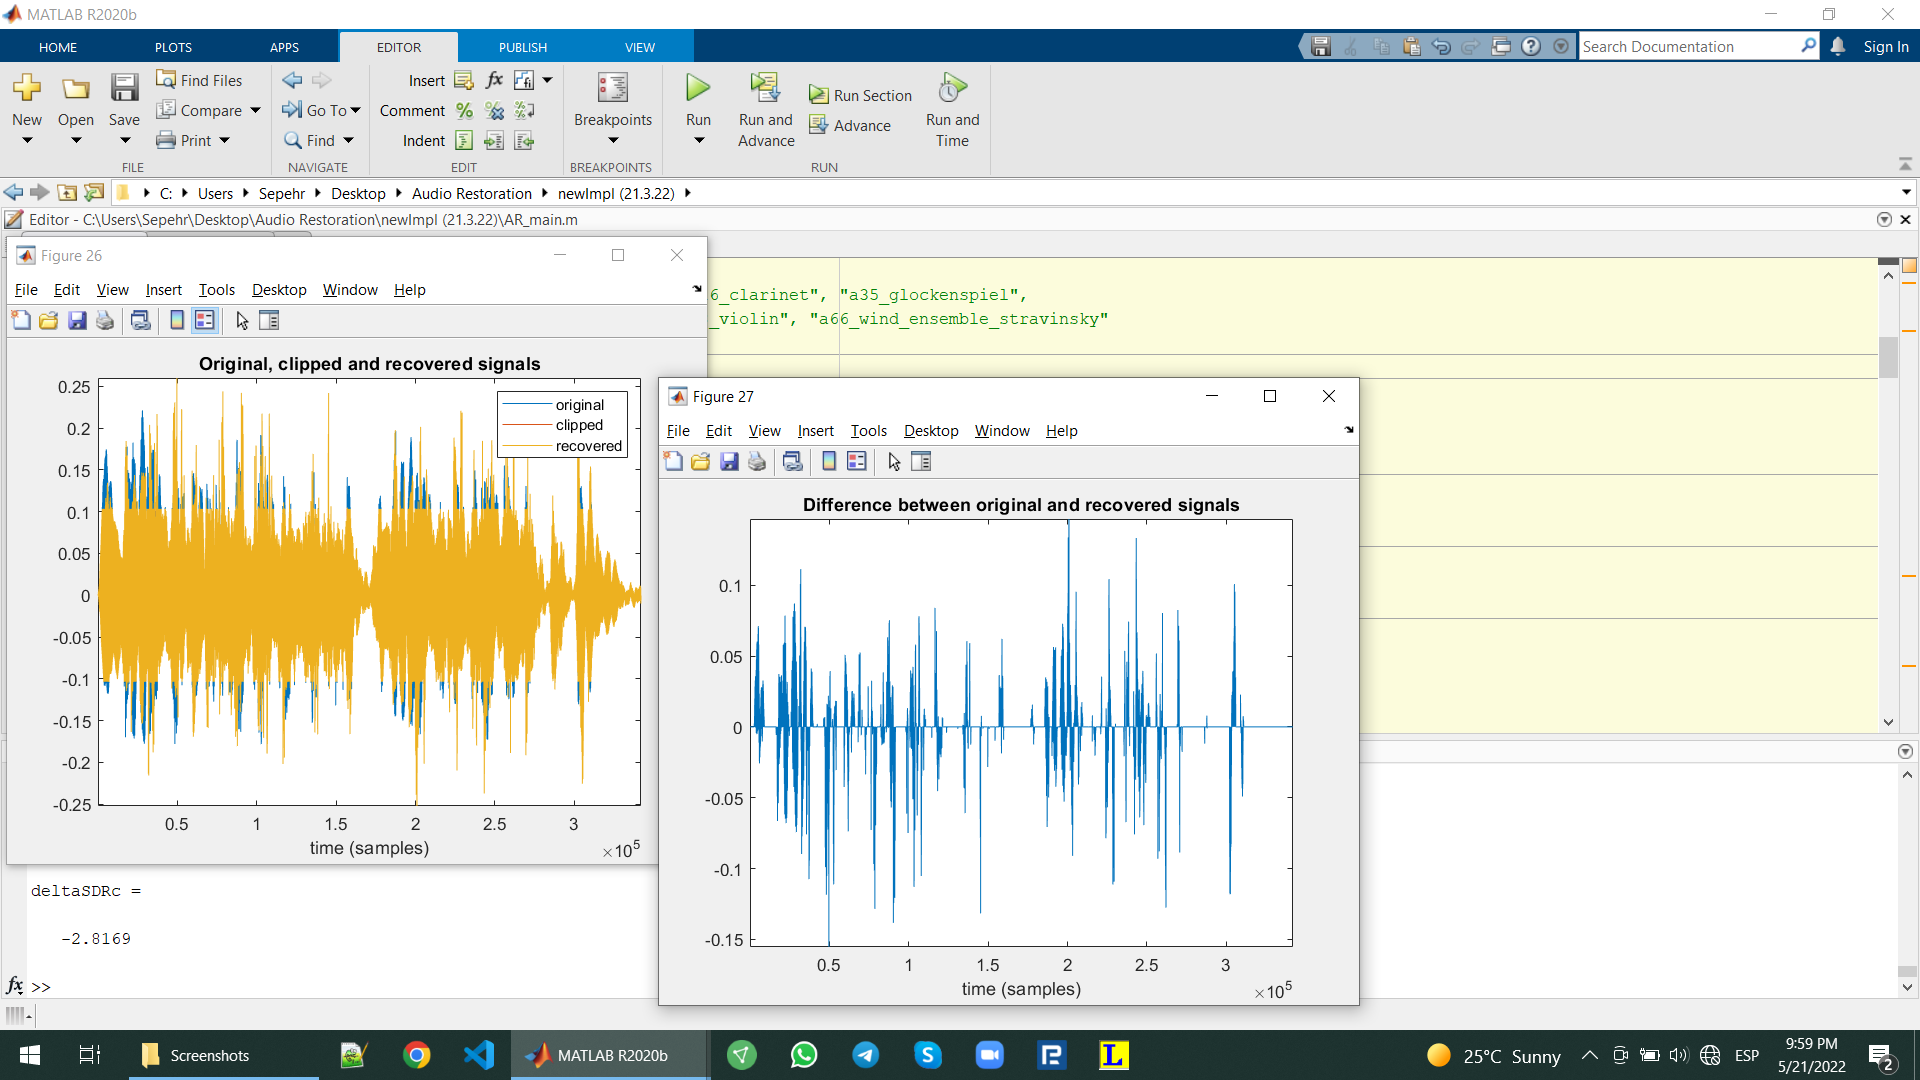 MATLAB R2020b
HOME PLOTS APPS EDITOR PUBLISH VIEW
Search Documentation
Sign In
New
Open
Save
Find Files
Compare
Print
FILE
Go To
Find
NAVIGATE
Insert
Comment
Indent
EDIT
Breakpoints
BREAKPOINTS
Run
Run and Advance
Run Section
Advance
Run and Time
RUN
C: Users Sepehr Desktop Audio Restoration newImpl (21.3.22)
Editor - C:\Users\Sepehr\Desktop\Audio Restoration\newImpl (21.3.22)\AR_main.m
6_clarinet", "a35_glockenspiel",
_violin", "a66_wind_ensemble_stravinsky"
Figure 26
File Edit View Insert Tools Desktop Window Help
Original, clipped and recovered signals
original
clipped
recovered
0.25
0.2
0.15
0.1
0.05
0
-0.05
-0.1
-0.15
-0.2
-0.25
0.5 1 1.5 2 2.5 3
time (samples)
×10^5
Figure 27
File Edit View Insert Tools Desktop Window Help
Difference between original and recovered signals
0.1
0.05
0
-0.05
-0.1
-0.15
0.5 1 1.5 2 2.5 3
time (samples)
×10^5
deltaSDRc =
-2.8169
fx >>
Screenshots
MATLAB R2020b
25°C Sunny
ESP
9:59 PM
5/21/2022
2